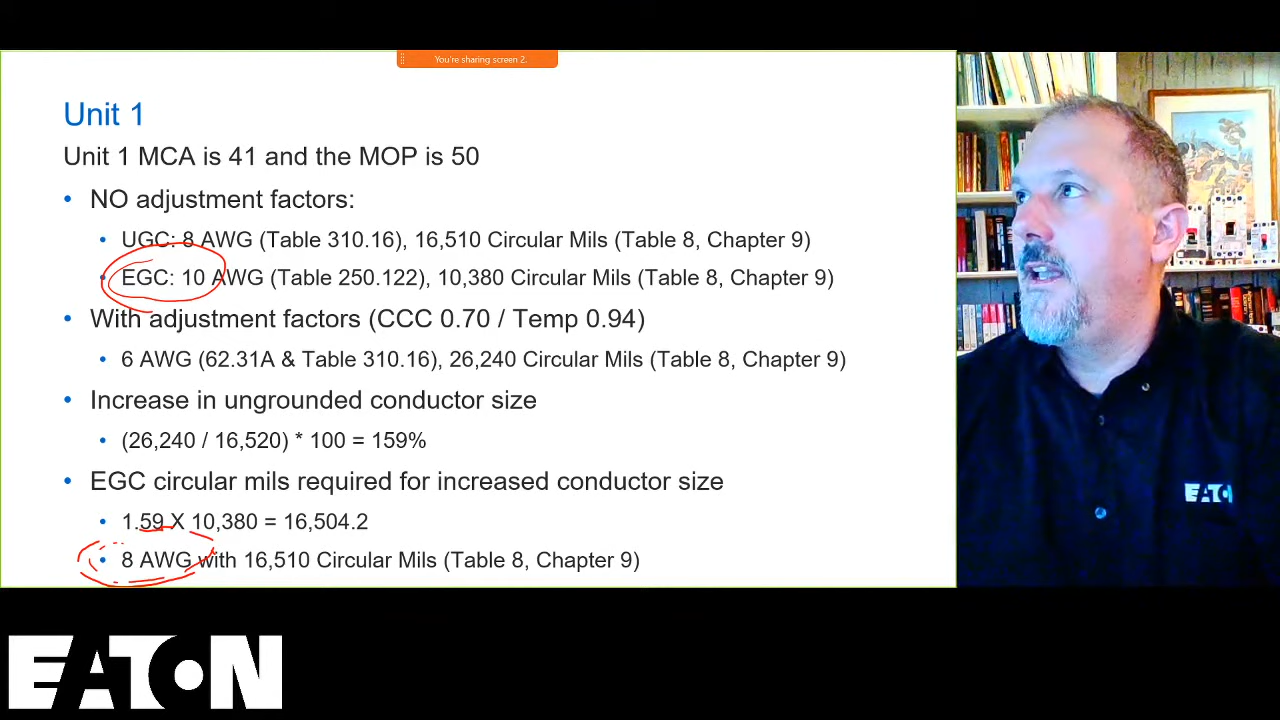 You're sharing screen 2.
Unit 1
Unit 1 MCA is 41 and the MOP is 50
• NO adjustment factors:
• UGC: 8 AWG (Table 310.16), 16,510 Circular Mils (Table 8, Chapter 9)
• EGC: 10 AWG (Table 250.122), 10,380 Circular Mils (Table 8, Chapter 9)
• With adjustment factors (CCC 0.70 / Temp 0.94)
• 6 AWG (62.31A & Table 310.16), 26,240 Circular Mils (Table 8, Chapter 9)
• Increase in ungrounded conductor size
• (26,240 / 16,520) * 100 = 159%
• EGC circular mils required for increased conductor size
• 1.59 X 10,380 = 16,504.2
• 8 AWG with 16,510 Circular Mils (Table 8, Chapter 9)
EATON
EATON